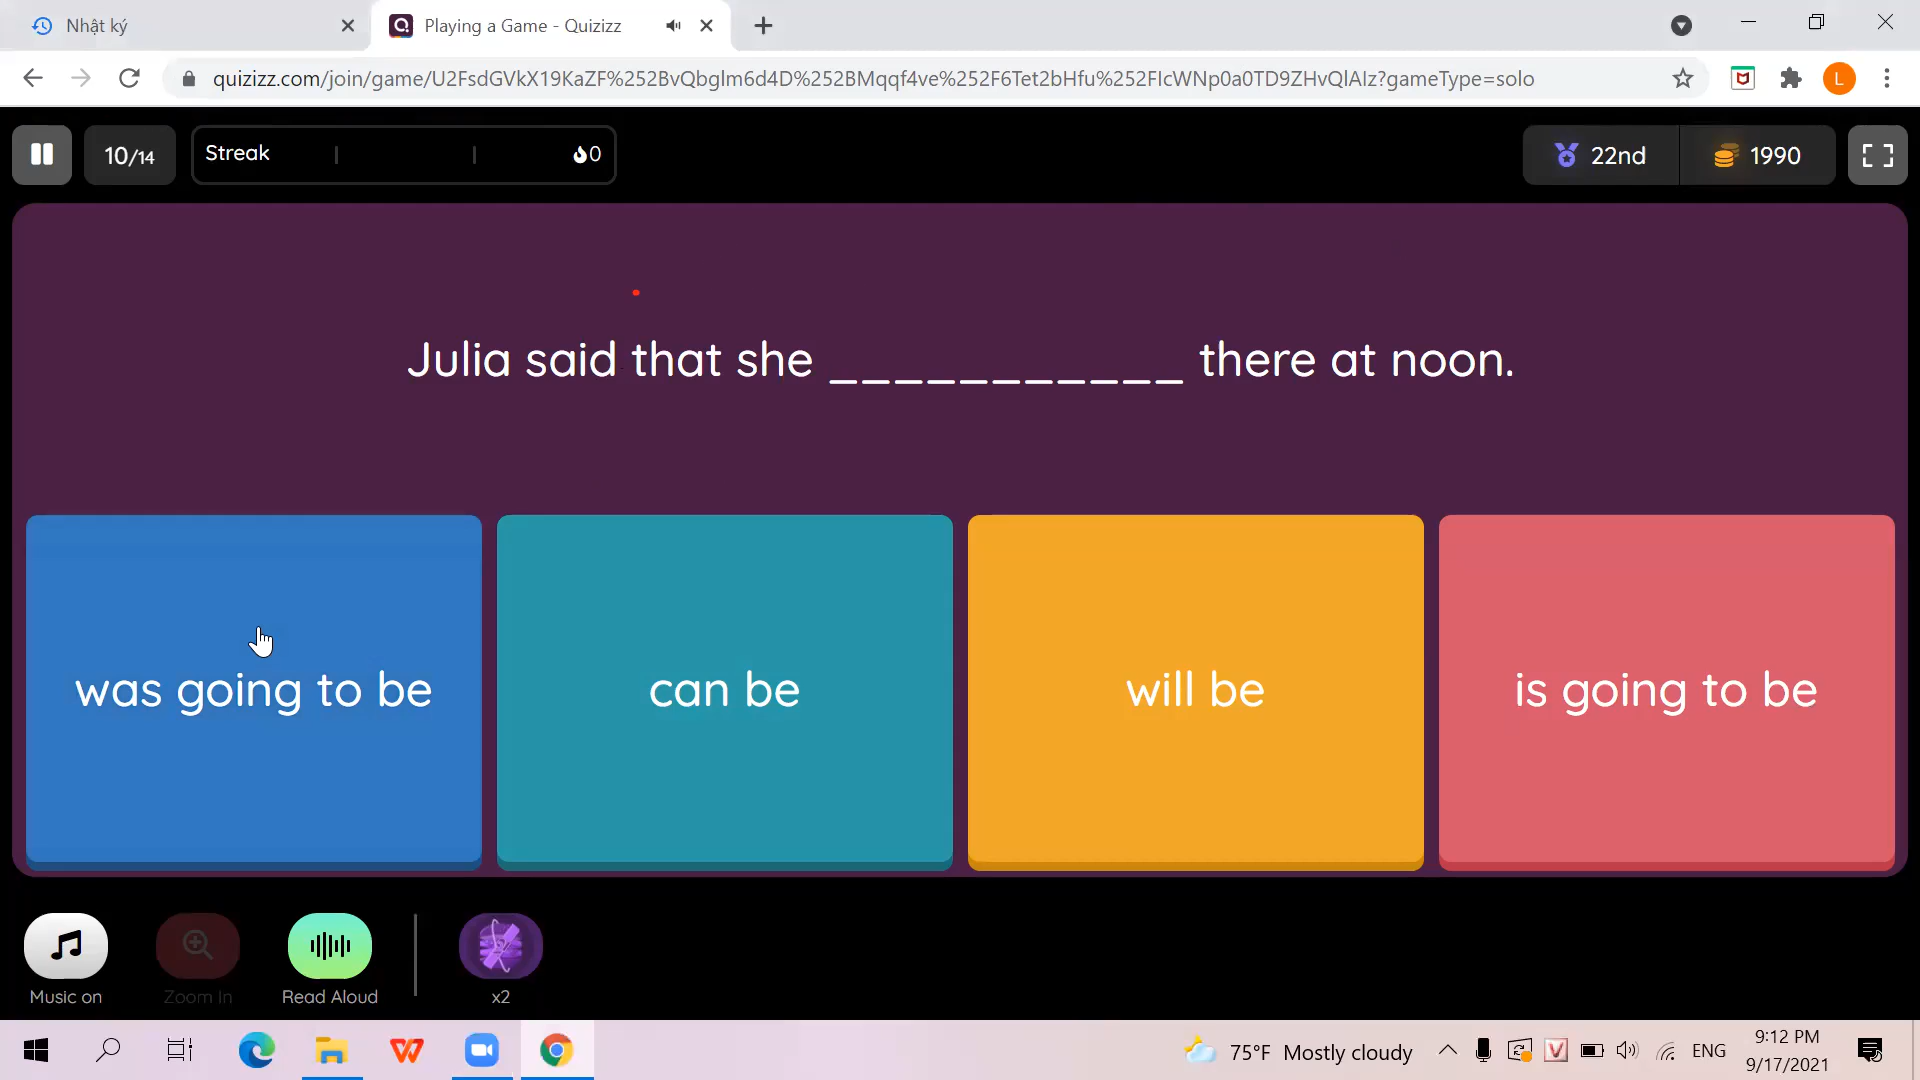 Nhật ký
Playing a Game - Quizizz
quizizz.com/join/game/U2FsdGVkX19KaZF%252BvQbglm6d4D%252BMqqf4ve%252F6Tet2bHfu%252FIcWNp0a0TD9ZHvQlAIz?gameType=solo
L
10/14
Streak
0
22nd
1990
Julia said that she ___________ there at noon.
was going to be
can be
will be
is going to be
Music on
Zoom In
Read Aloud
x2
75°F Mostly cloudy
ENG
9:12 PM
9/17/2021